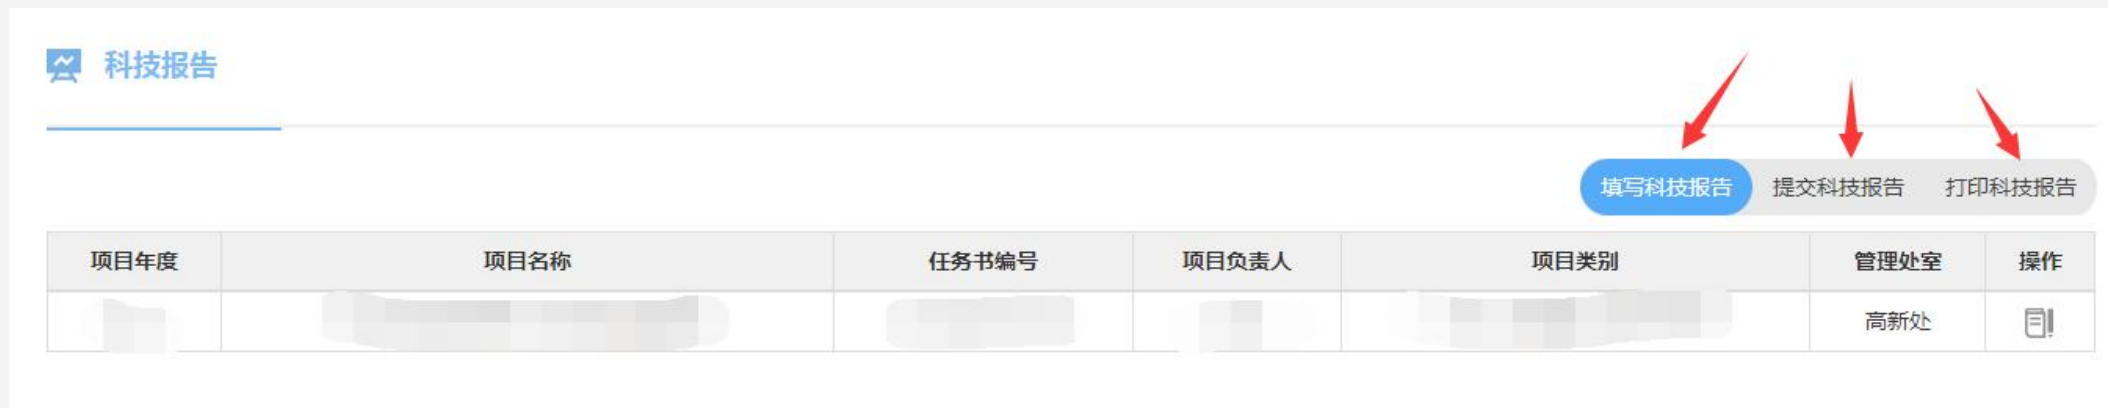 科技报告
填写科技报告 提交科技报告 打印科技报告
项目年度 项目名称 任务书编号 项目负责人 项目类别 管理处室 操作
高新处